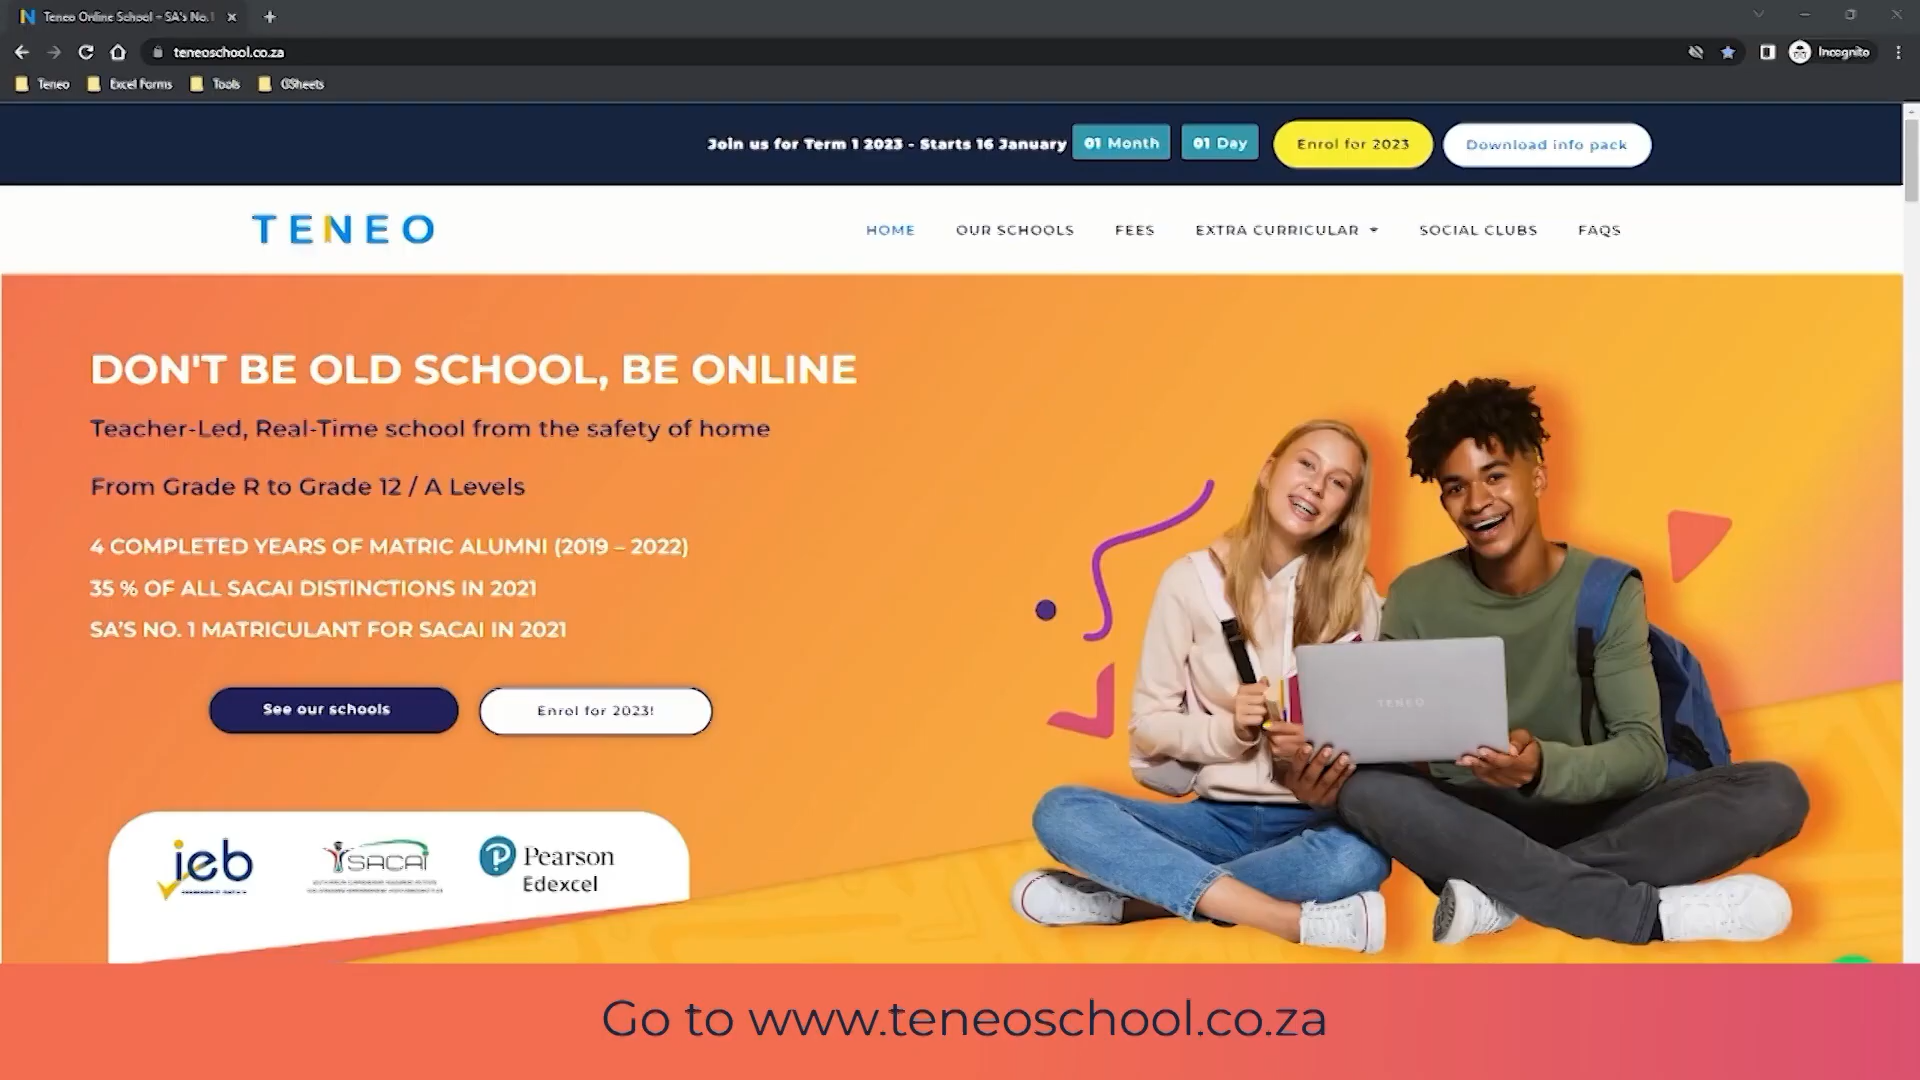 Teneo Online School - SA's No.1
teneoschool.co.za
Incognito
Teneo
Excel Forms
Tools
GSheets
Join us for Term 1 2023 - Starts 16 January
01 Month
01 Day
Enrol for 2023
Download info pack
TENEO
HOME
OUR SCHOOLS
FEES
EXTRA CURRICULAR
SOCIAL CLUBS
FAQS
DON'T BE OLD SCHOOL, BE ONLINE
Teacher-Led, Real-Time school from the safety of home
From Grade R to Grade 12 / A Levels
4 COMPLETED YEARS OF MATRIC ALUMNI (2019 – 2022)
35 % OF ALL SACAI DISTINCTIONS IN 2021
SA'S NO. 1 MATRICULANT FOR SACAI IN 2021
See our schools
Enrol for 2023!
TENEO
ieb
SACAI
Pearson
Edexcel
Go to www.teneoschool.co.za